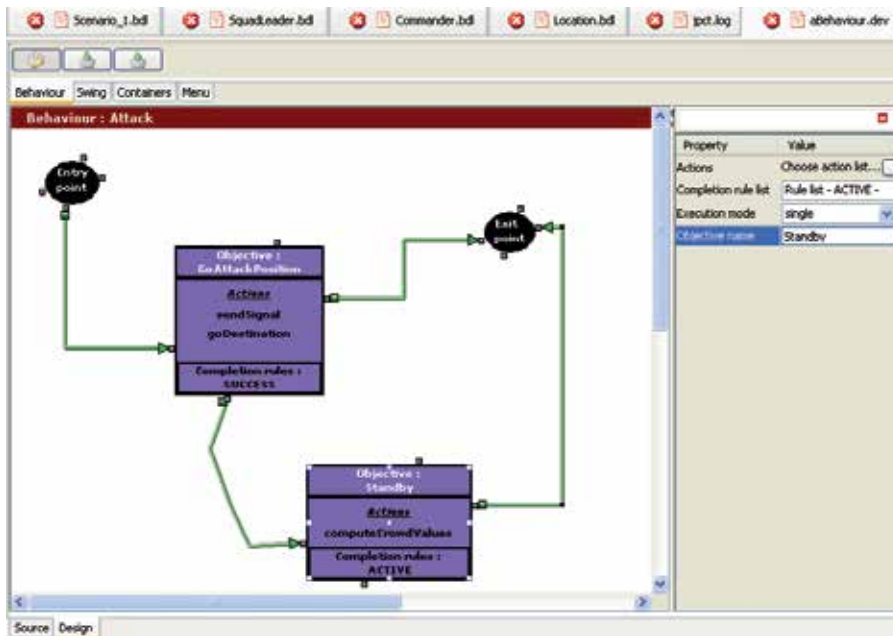 Scenario_1.bdl SquadLeader.bdl Commander.bdl Location.bdl jpct.log aBehaviour.dev
Behaviour Swing Containers Menu
Behaviour : Attack
Property Value
Actions Choose action list....
Completion rule list Rule list - ACTIVE -
Execution mode single
Objective name Standby
Entry
point
Exit
point
Objective :
GoAttackPosition
Actions
sendSignal
goDestination
Completion rules :
SUCCESS
Objective :
Standby
Actions
computeCrowdValues
Completion rules :
ACTIVE
Source Design